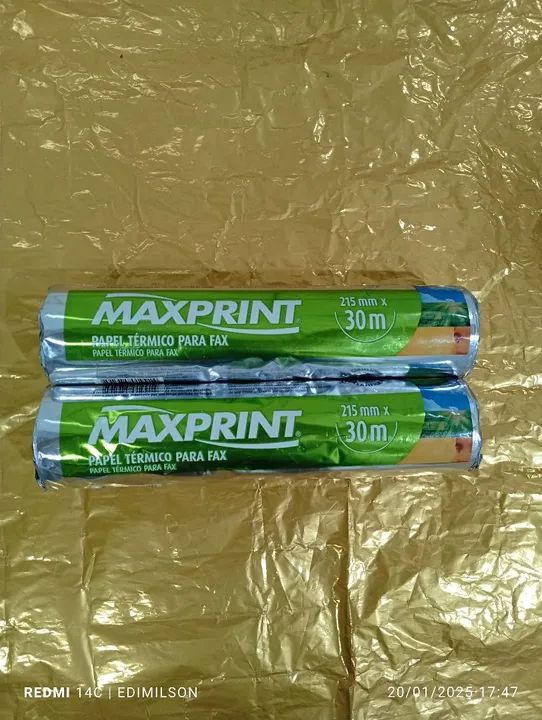 MAXPRINT
215 mm x
30 m
PAPEL TÉRMICO PARA FAX
PAPEL TÉRMICO PARA FAX
MAXPRINT
215 mm x
30 m
PAPEL TÉRMICO PARA FAX
PAPEL TÉRMICO PARA FAX
REDMI 14C | EDIMILSON
20/01/2025 17:47